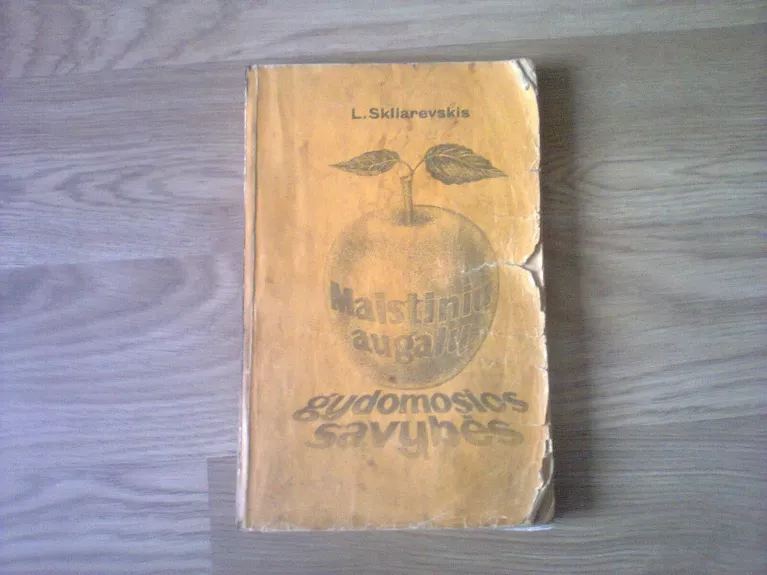 L. Skliarevskis
Maistinių
augalų
gydomosios
savybės